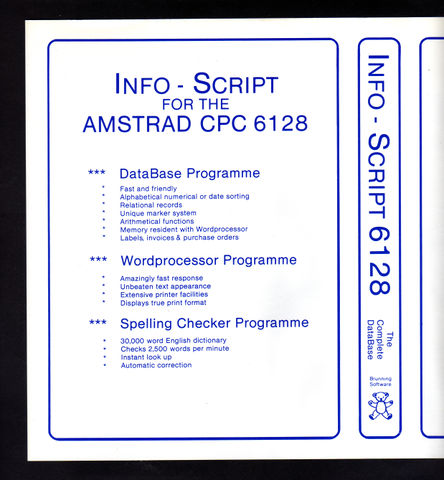 INFO - SCRIPT
FOR THE
AMSTRAD CPC 6128
*** DataBase Programme
* Fast and friendly
* Alphabetical numerical or date sorting
* Relational records
* Unique marker system
* Arithmetical functions
* Memory resident with Wordprocessor
* Labels, invoices & purchase orders
*** Wordprocessor Programme
* Amazingly fast response
* Unbeaten text appearance
* Extensive printer facilities
* Displays true print format
*** Spelling Checker Programme
* 30,000 word English dictionary
* Checks 2,500 words per minute
* Instant look up
* Automatic correction
INFO - SCRIPT 6128
The
Complete
DataBase
Brunning
Software